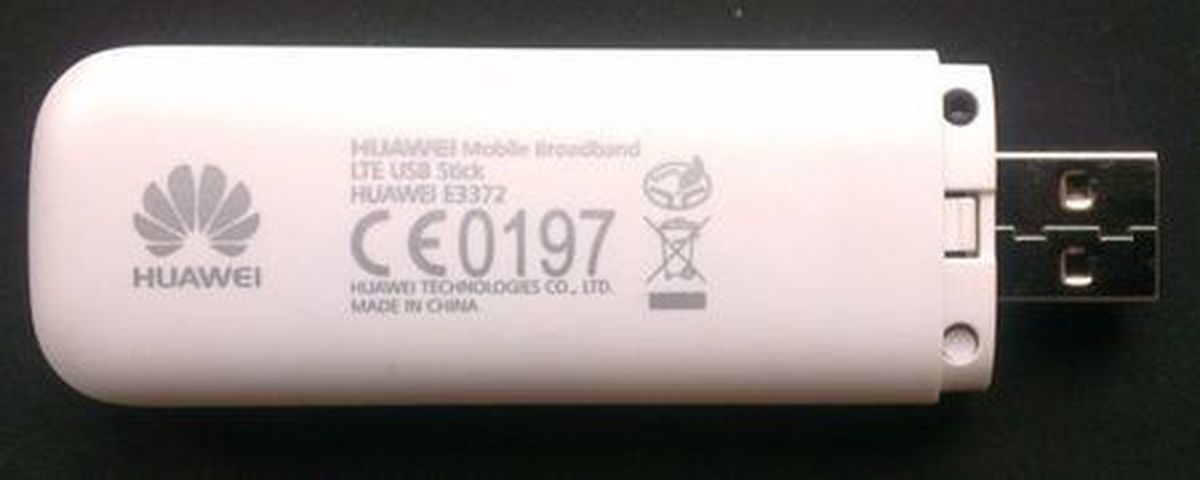 HUAWEI
HUAWEI Mobile Broadband
LTE USB Stick
HUAWEI E3372
CE0197
HUAWEI TECHNOLOGIES CO., LTD.
MADE IN CHINA